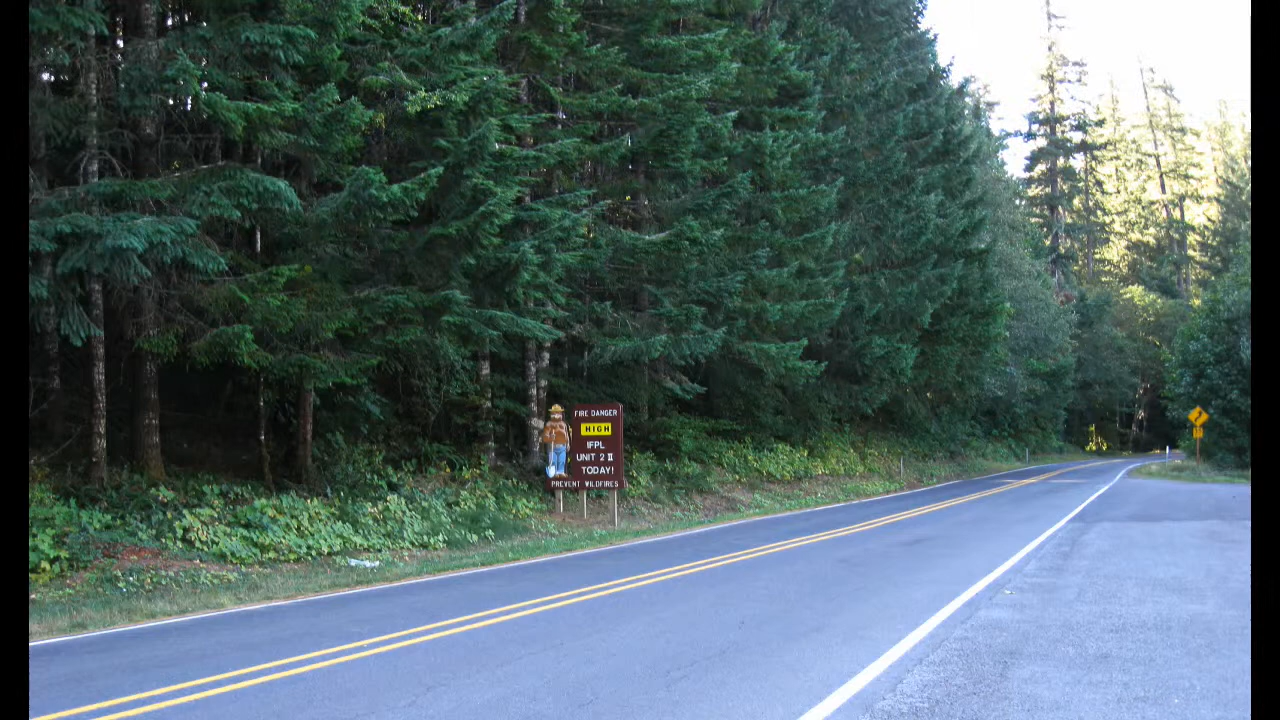 FIRE DANGER
HIGH
IFPL
UNIT 2 II
TODAY!
PREVENT WILDFIRES